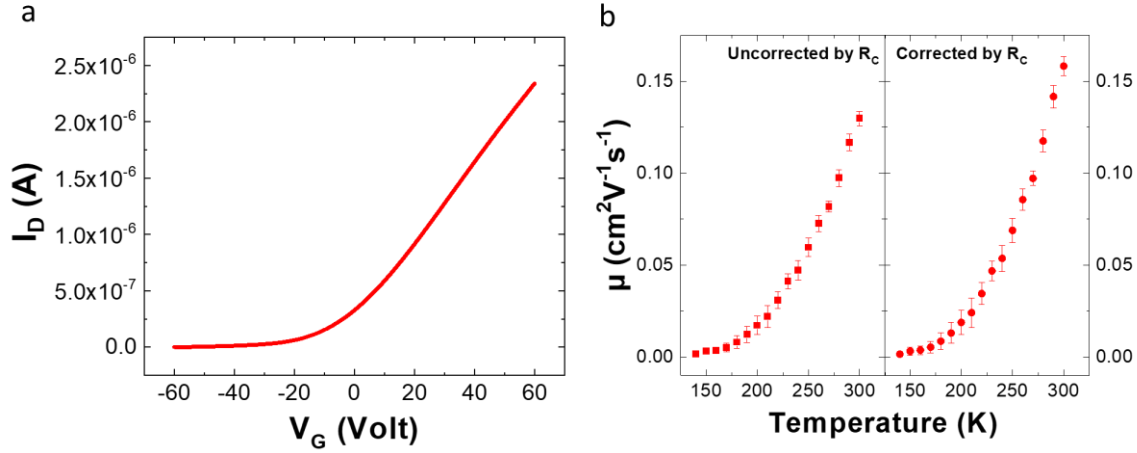 a
2.5x10⁻⁶
2.0x10⁻⁶
1.5x10⁻⁶
1.0x10⁻⁶
5.0x10⁻⁷
0.0
I_D (A)
-60 -40 -20 0 20 40 60
V_G (Volt)
b
Uncorrected by R_C Corrected by R_C
0.15 0.15
0.10 0.10
0.05 0.05
0.00 0.00
μ (cm²V⁻¹s⁻¹)
150 200 250 300 150 200 250 300
Temperature (K)